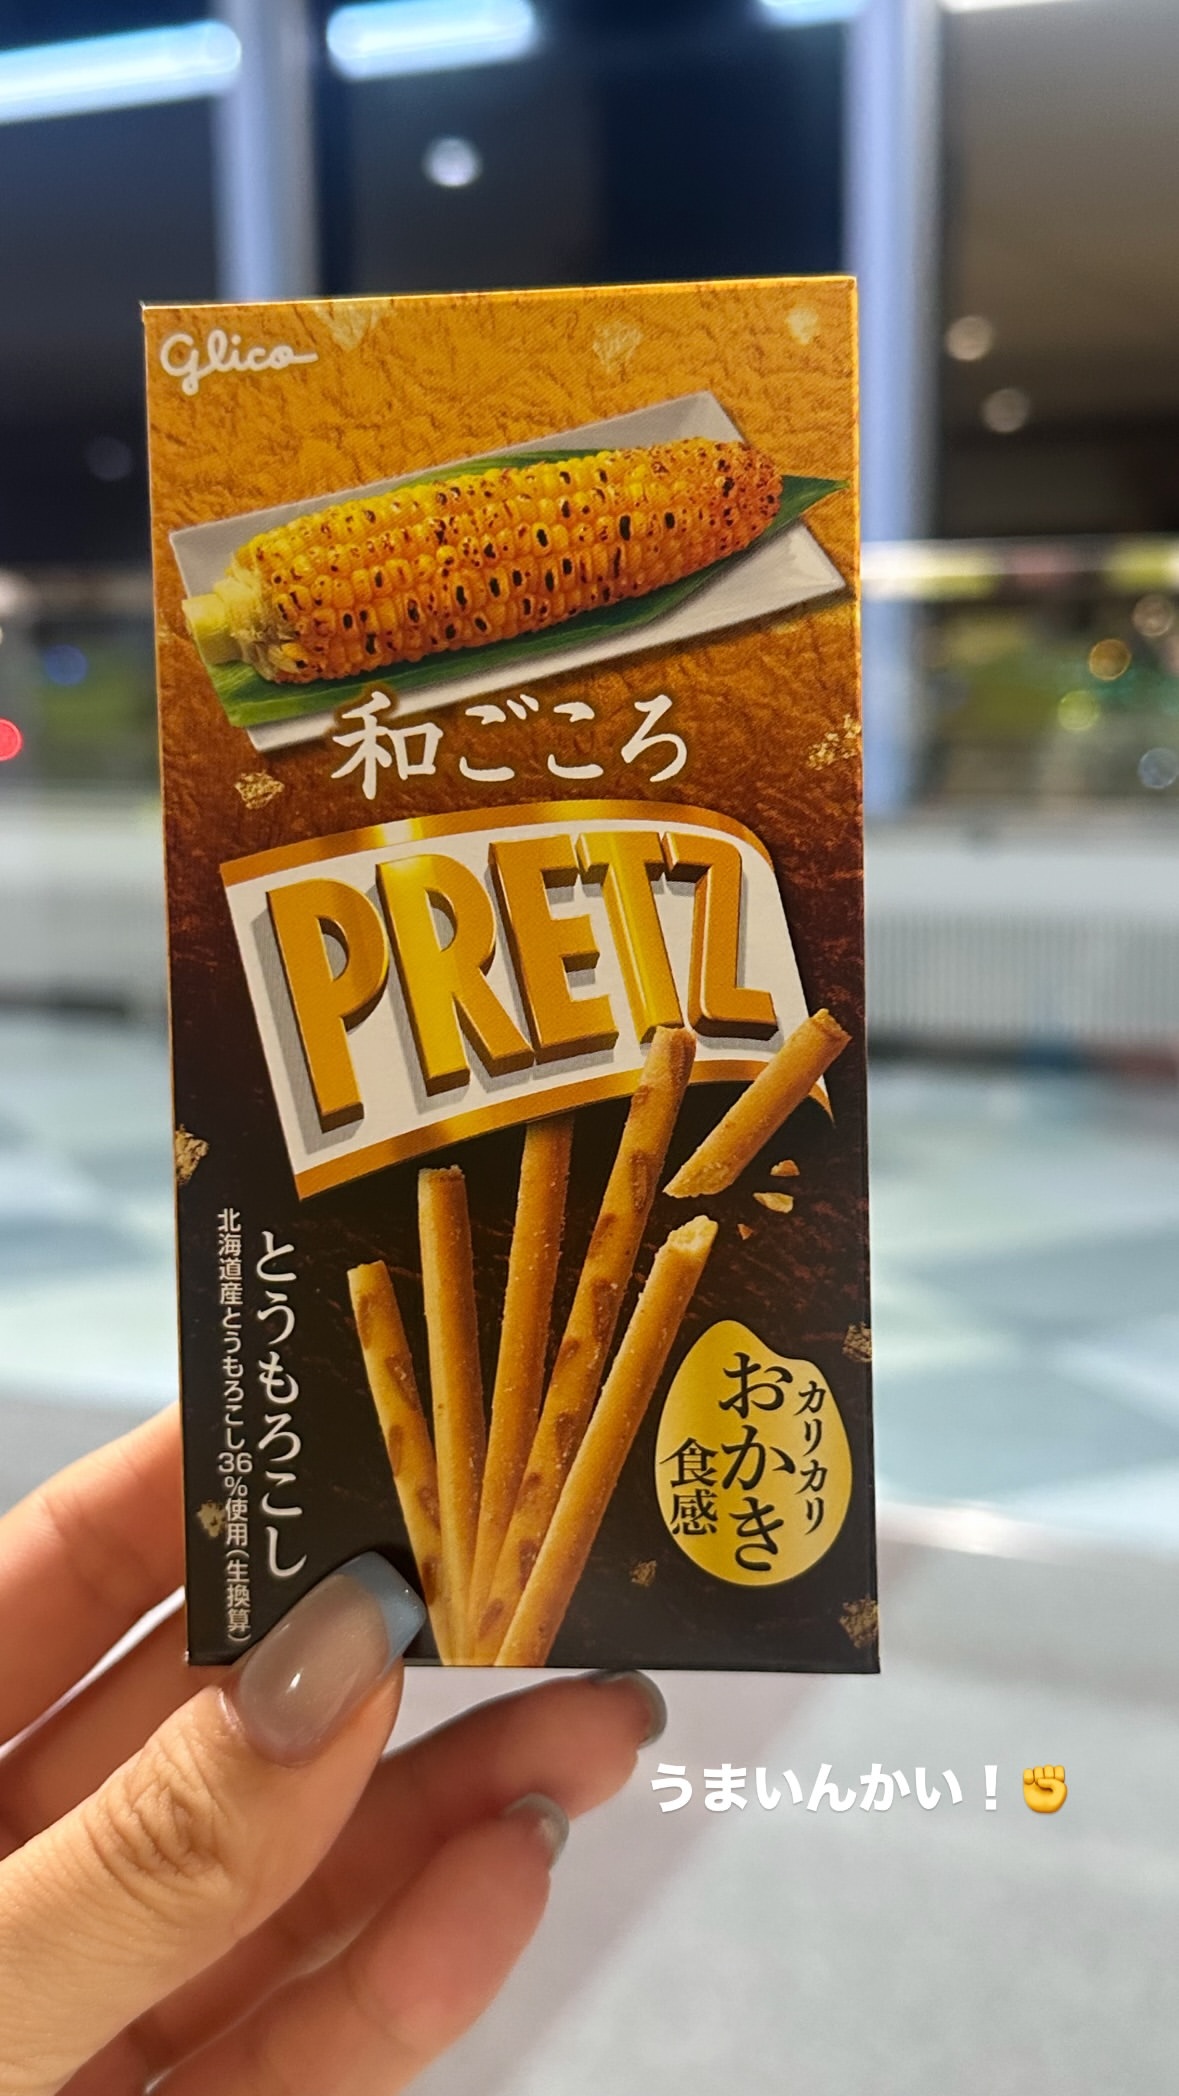 Glico
和ごころ
PRETZ
とうもろこし
北海道産とうもろこし36%使用(生換算)
カリカリ
おかき
食感
うまいんかい！✊